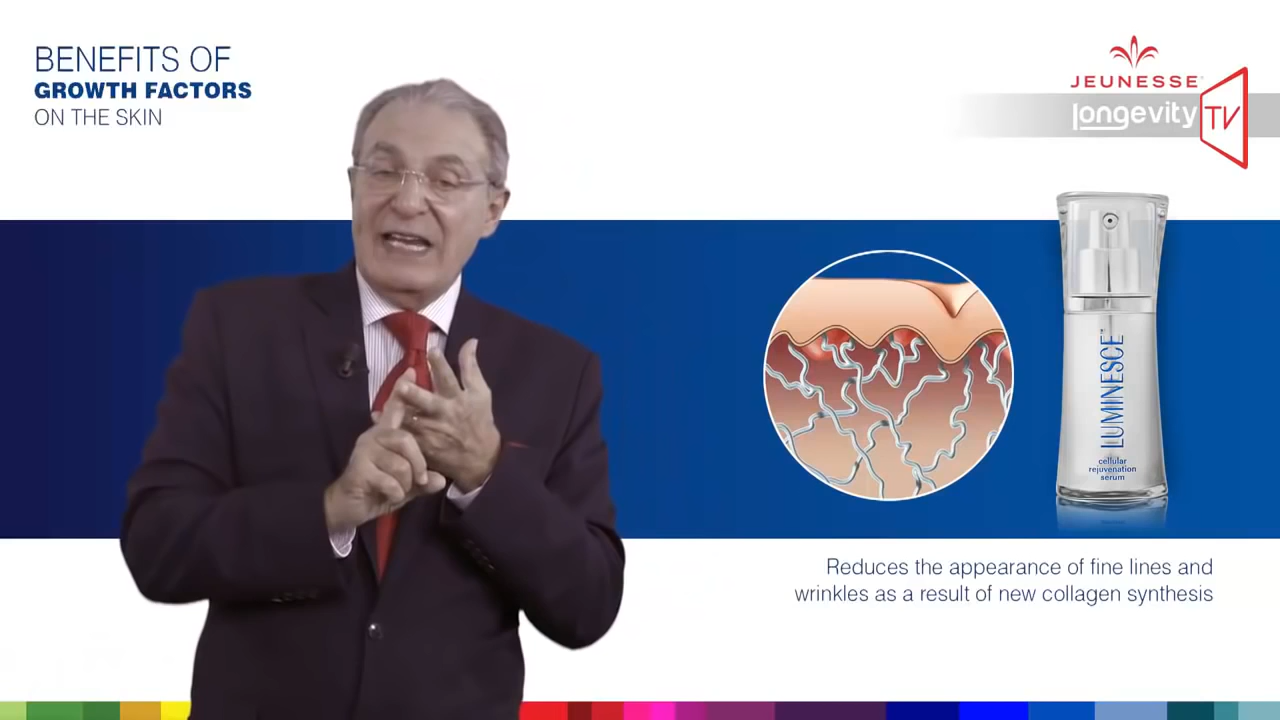 BENEFITS OF
GROWTH FACTORS
ON THE SKIN
JEUNESSE
longevity TV
LUMINESCE™
cellular
rejuvenation
serum
Reduces the appearance of fine lines and
wrinkles as a result of new collagen synthesis